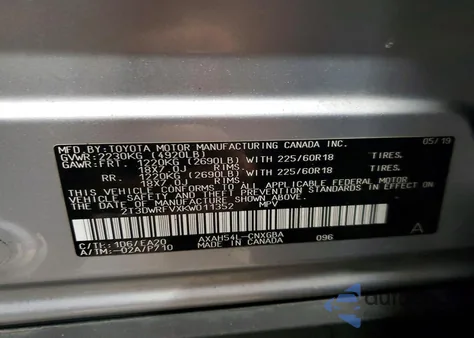 MFD.BY:TOYOTA MOTOR MANUFACTURING CANADA INC.
GVWR:2230KG (4920LB) 05/19
GAWR:FRT. 1220KG(2690LB) WITH 225/60R18 TIRES.
18X7.0J RIMS.
RR. 1220KG(2690LB) WITH 225/60R18 TIRES.
18X7.0J RIMS.
THIS VEHICLE CONFORMS TO ALL APPLICABLE FEDERAL MOTOR
VEHICLE SAFETY AND THEFT PREVENTION STANDARDS IN EFFECT
ON THE DATE OF MANUFACTURE SHOWN ABOVE.
2T3DWRFVXKW011352 MPV
C/TR:1D6/FA20 AXAH54L-CNXGBA A
A/TM:-02A/P710 MADE IN CANADA 096